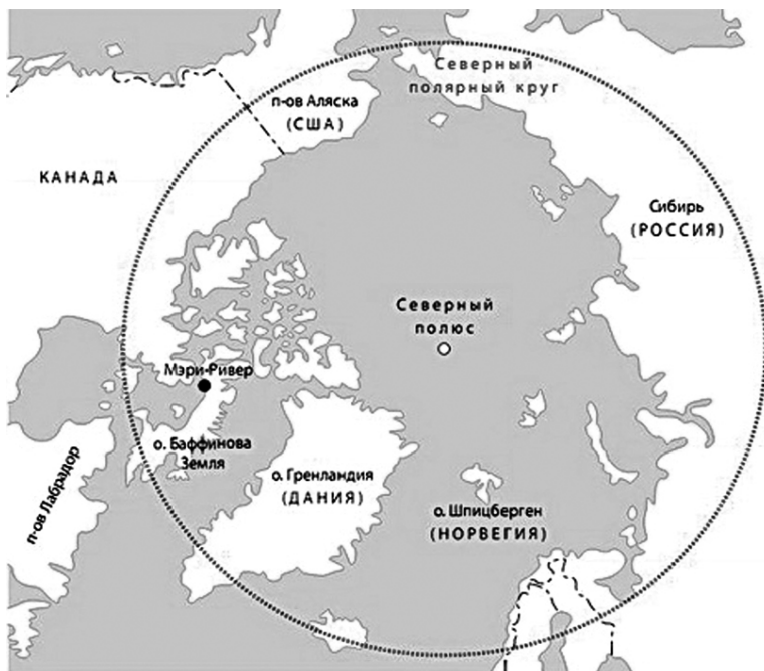 Северный
полярный круг
п-ов Аляска
(США)
КАНАДА
Сибирь
(РОССИЯ)
Северный
полюс
Мэри-Ривер
о. Баффинова
Земля
п-ов Лабрадор
о. Гренландия
(ДАНИЯ)
о. Шпицберген
(НОРВЕГИЯ)